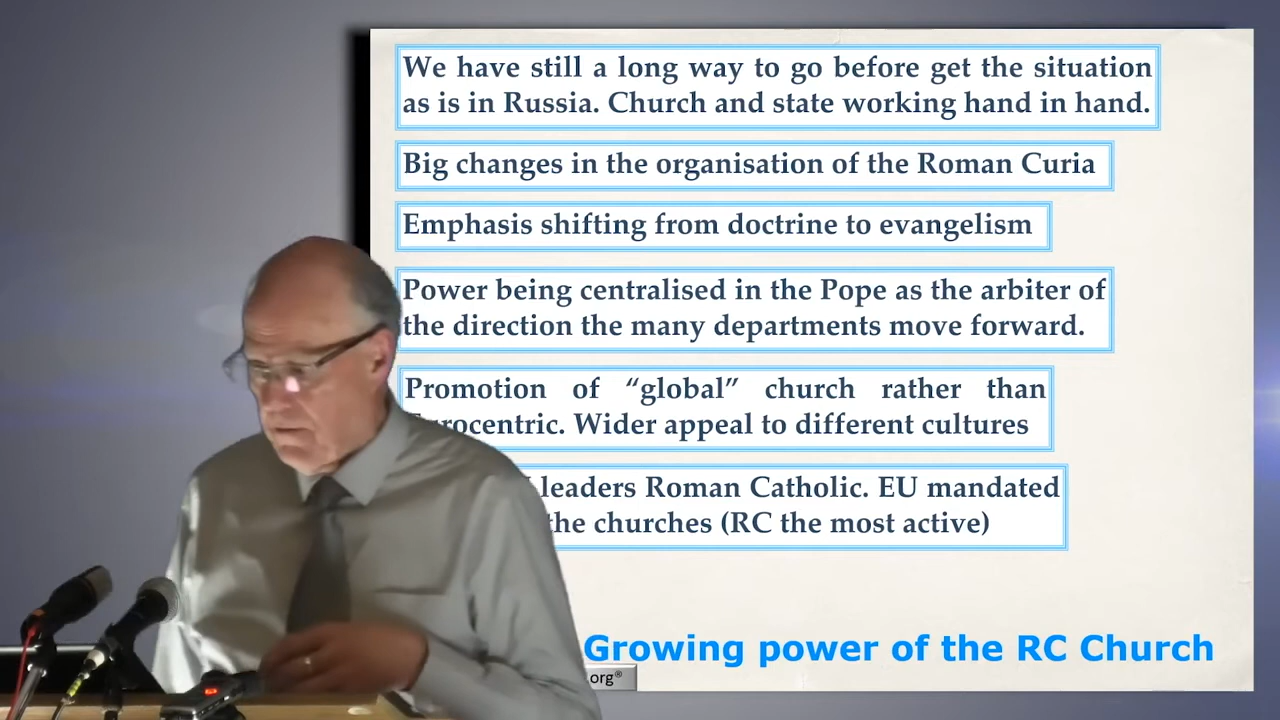 We have still a long way to go before get the situation
as is in Russia. Church and state working hand in hand.
Big changes in the organisation of the Roman Curia
Emphasis shifting from doctrine to evangelism
Power being centralised in the Pope as the arbiter of
the direction the many departments move forward.
Promotion of “global” church rather than
Wider appeal to different cultures
leaders Roman Catholic. EU mandated
the churches (RC the most active)
Growing power of the RC Church
org®